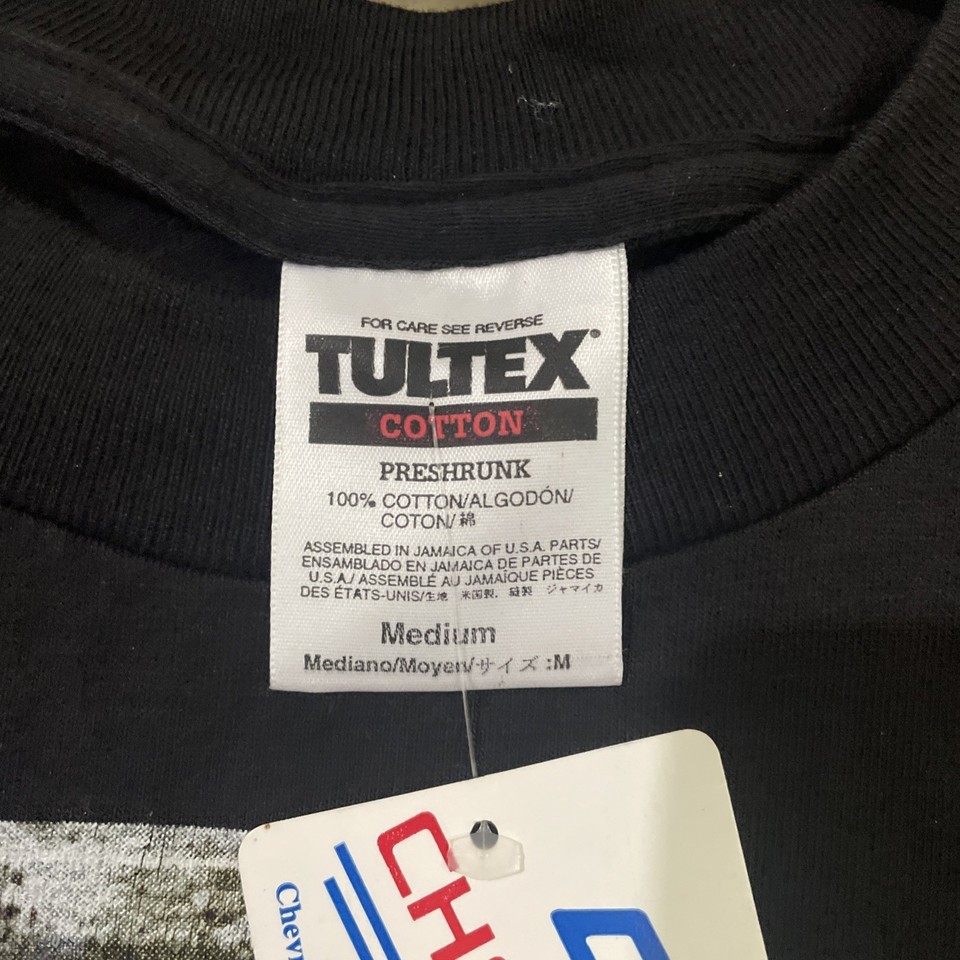 FOR CARE SEE REVERSE
TULTEX®
COTTON
PRESHRUNK
100% COTTON/ALGODÓN/
COTON/綿
ASSEMBLED IN JAMAICA OF U.S.A. PARTS/
ENSAMBLADO EN JAMAICA DE PARTES DE
U.S.A./ ASSEMBLÉ AU JAMAÏQUE PIÈCES
DES ÉTATS-UNIS/生地 米国製. 縫製 ジャマイカ
Medium
Mediano/Moyen/サイズ :M